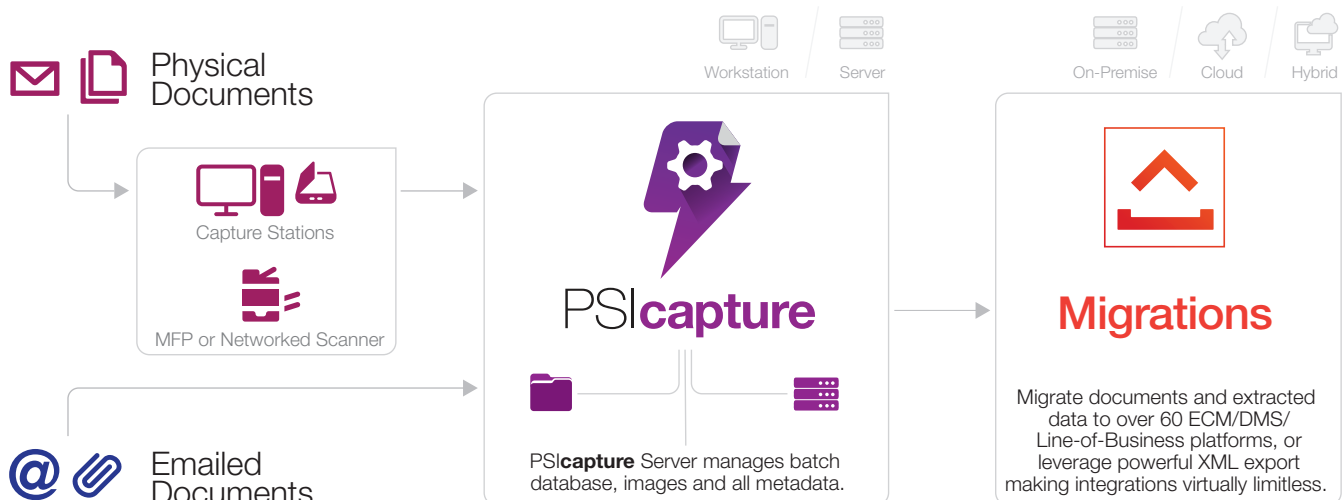 Physical
Documents
Capture Stations
MFP or Networked Scanner
@
Emailed
Documents
Workstation
Server
PSIcapture
PSIcapture Server manages batch
database, images and all metadata.
On-Premise
Cloud
Hybrid
Migrations
Migrate documents and extracted
data to over 60 ECM/DMS/
Line-of-Business platforms, or
leverage powerful XML export
making integrations virtually limitless.